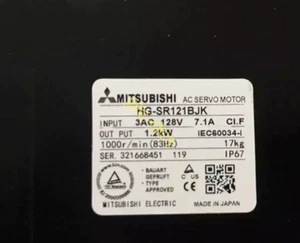 MITSUBISHI AC SERVO MOTOR
HG-SR121BJK
INPUT 3AC 128V 7.1A Cl.F
OUT PUT 1.2kW IEC60034-1
1000r/min (83Hz) 17kg
SER. 321668451 119 IP67
BAUART
GEPRÜFT
TYPE
APPROVED
MITSUBISHI ELECTRIC MADE IN JAPAN